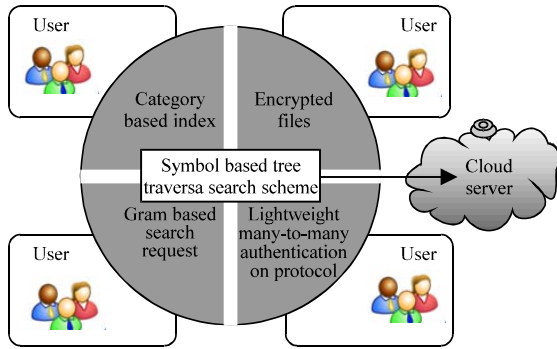 User
User
Category
based index
Encrypted
files
Symbol based tree
traversa search scheme
Cloud
server
Gram based
search
request
Lightweight
many-to-many
authentication
on protocol
User
User